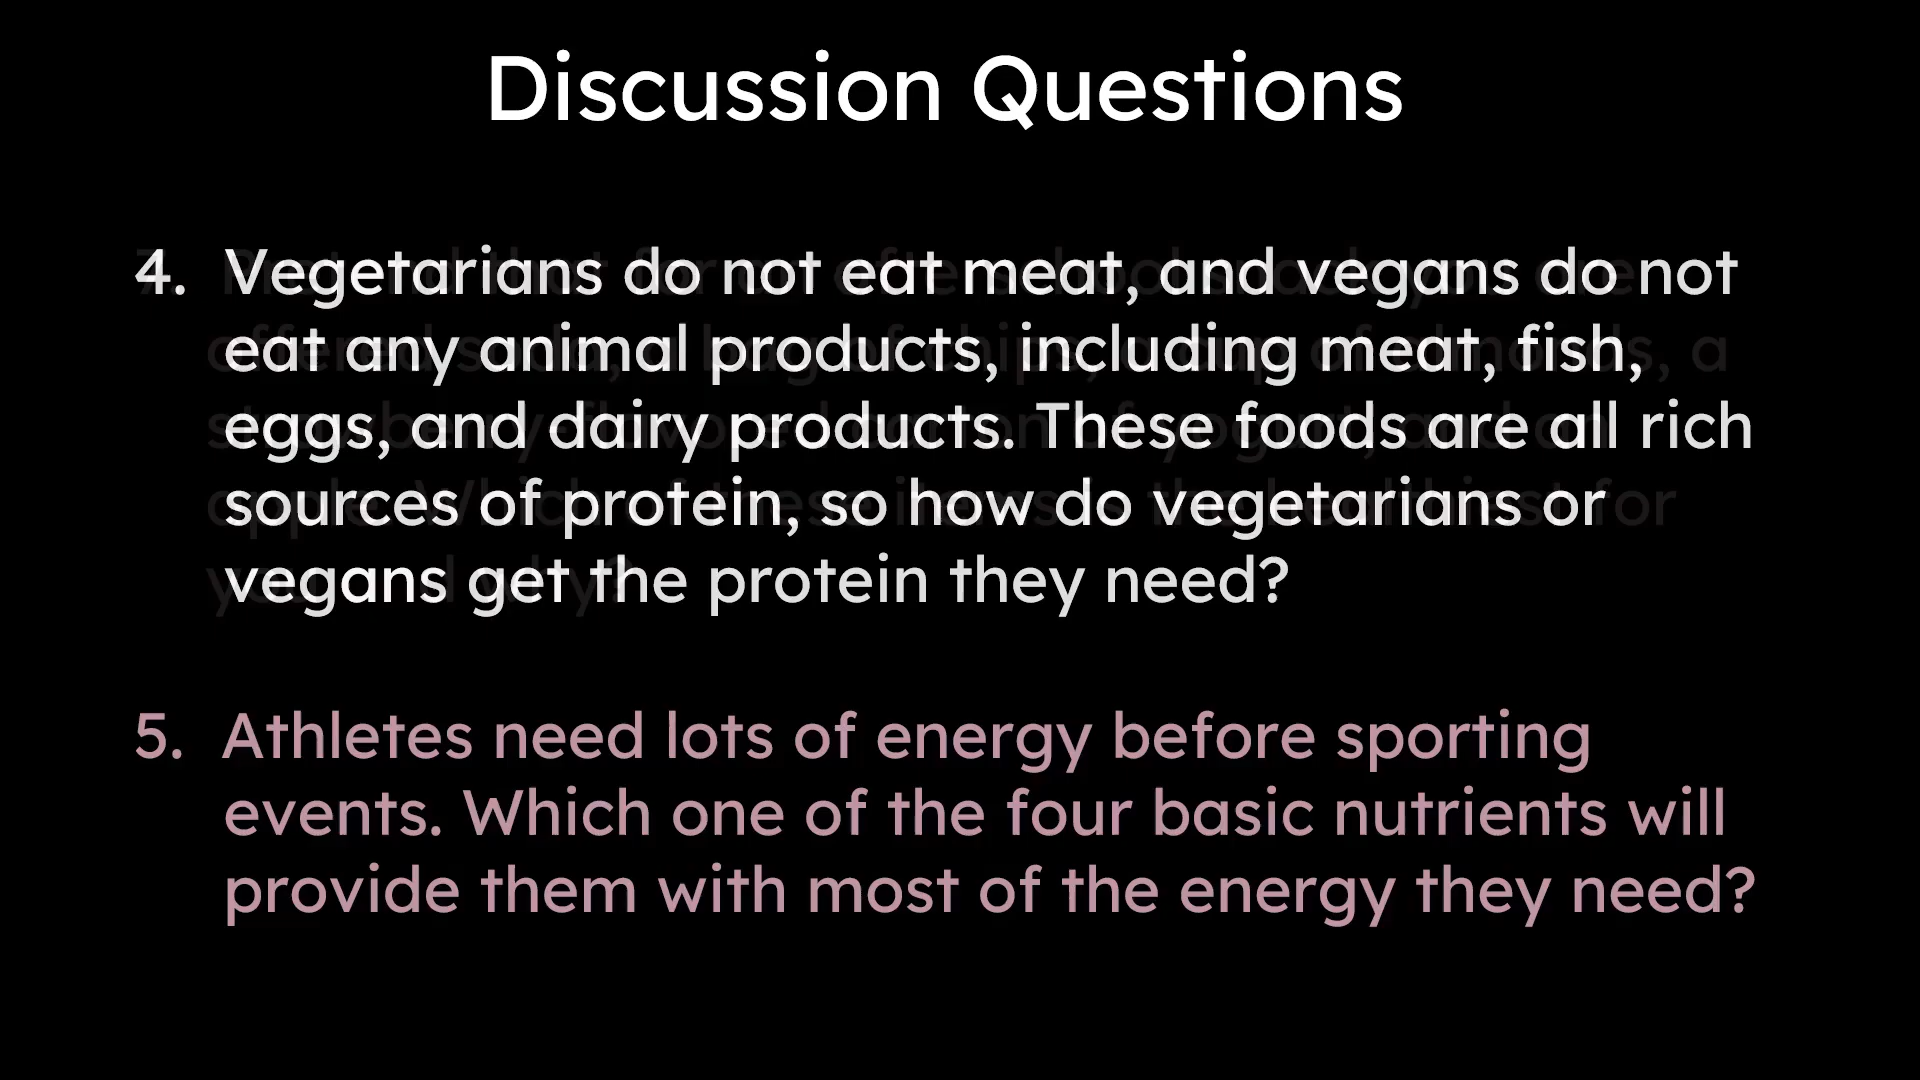 Discussion Questions
4. Vegetarians do not eat meat, and vegans do not
eat any animal products, including meat, fish,
eggs, and dairy products. These foods are all rich
sources of protein, so how do vegetarians or
vegans get the protein they need?
5. Athletes need lots of energy before sporting
events. Which one of the four basic nutrients will
provide them with most of the energy they need?